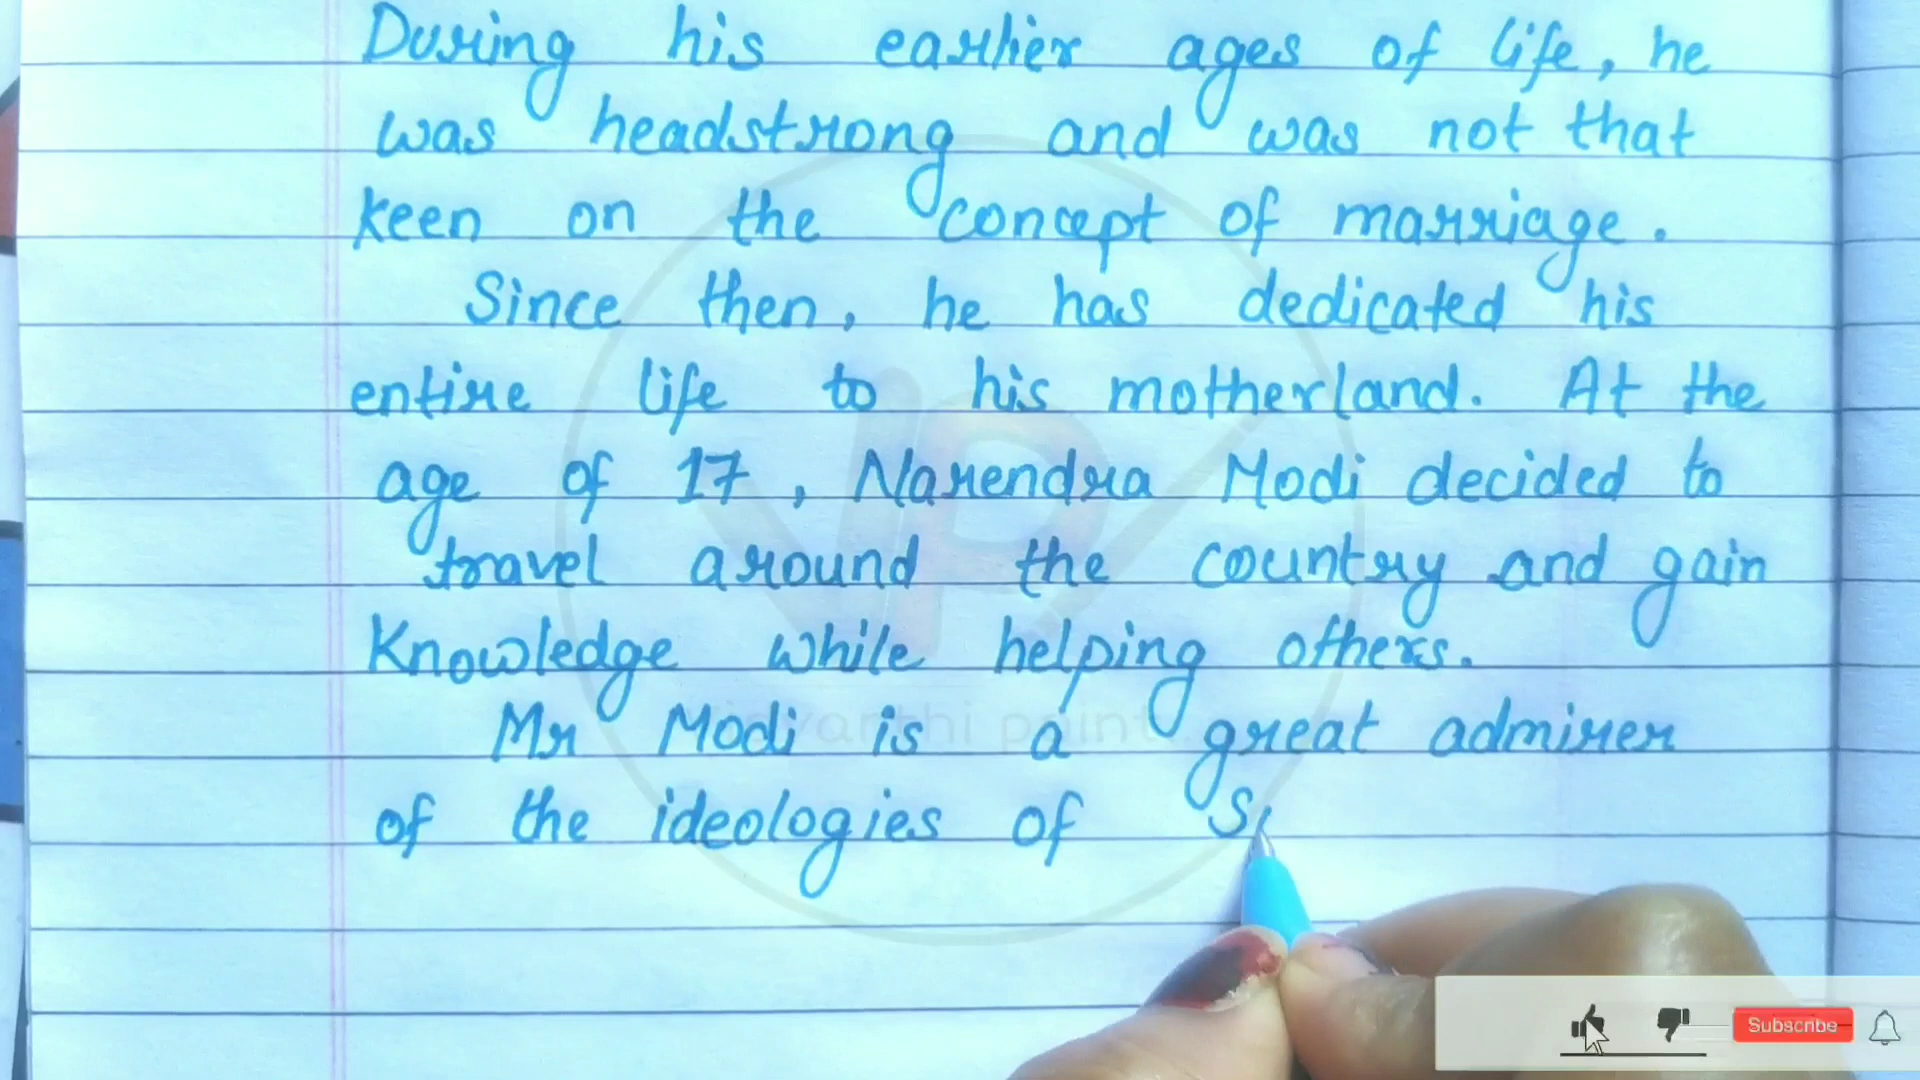 During his earlier ages of life, he
was headstrong and was not that
keen on the concept of marriage.
Since then, he has dedicated his
entire life to his motherland. At the
age of 17, Narendra Modi decided to
travel around the country and gain
Knowledge while helping others.
Mr Modi is a great admirer
of the ideologies of
Subscribe